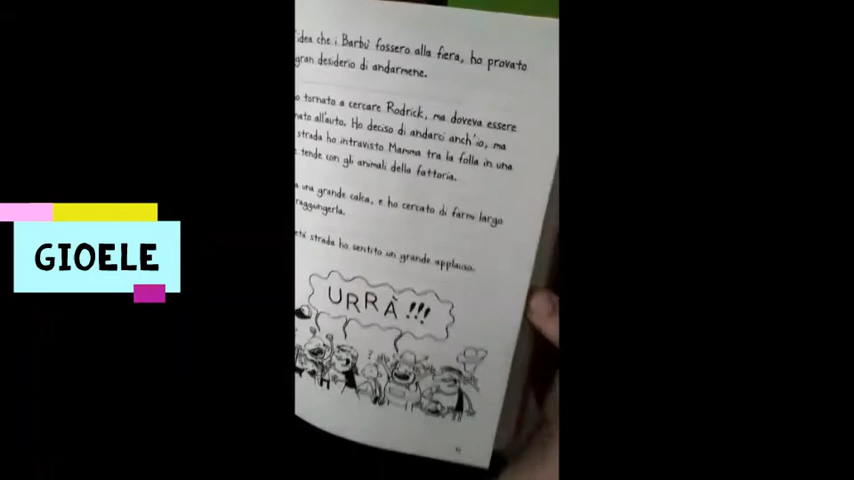 GIOELE
idea che i Barbù fossero alla fiera, ho provato
gran desiderio di andarmene.
tornato a cercare Rodrick, ma doveva essere
all'auto. Ho deciso di andarci anch'io, ma
strada ho intravisto Mamma tra la folla in una
tende con gli animali della fattoria.
una grande calca, e ho cercato di farmi largo
raggiungerla.
strada ho sentito un grande applauso.
URRÀ!!!
?